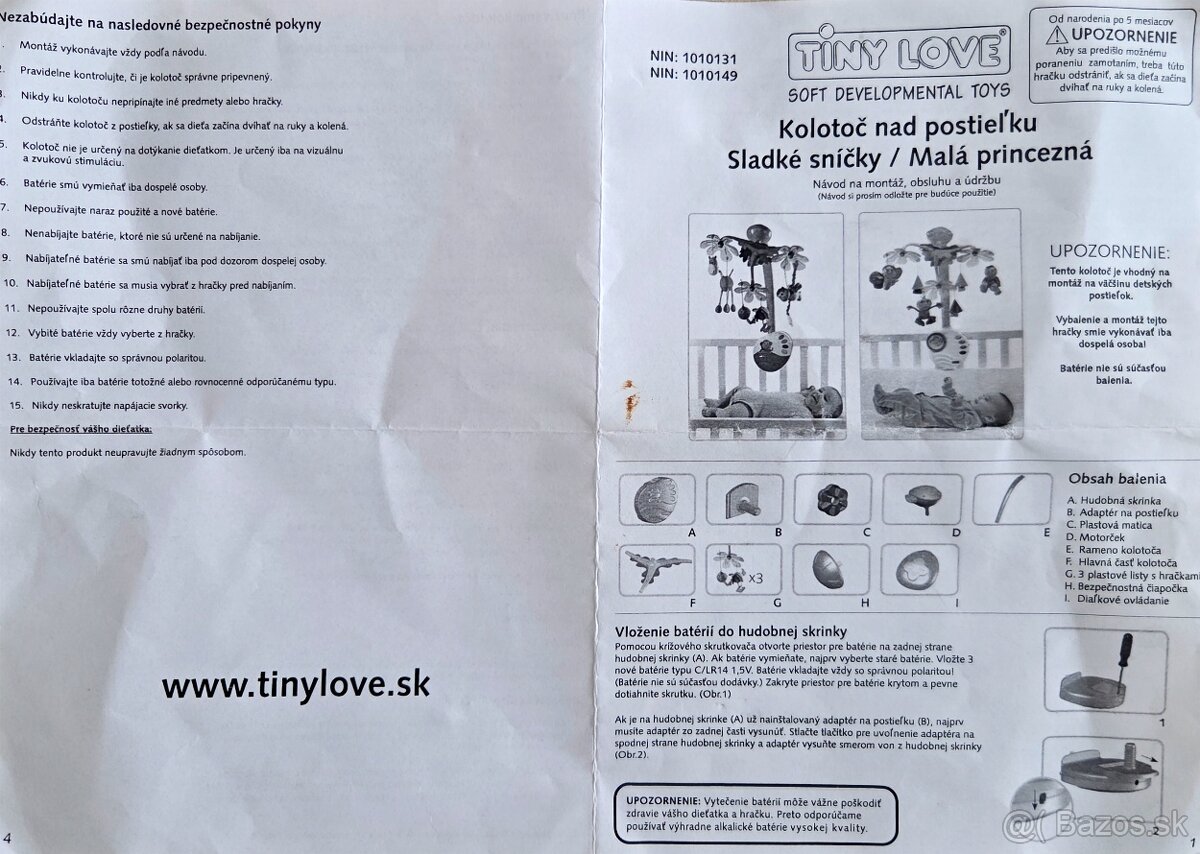 Nezabúdajte na nasledovné bezpečnostné pokyny
Montáž vykonávajte vždy podľa návodu.
2. Pravidelne kontrolujte, či je kolotoč správne pripevnený.
3. Nikdy ku kolotoču nepripínajte iné predmety alebo hračky.
4. Odstráňte kolotoč z postieľky, ak sa dieťa začína dvíhať na ruky a kolená.
5. Kolotoč nie je určený na dotýkanie dieťatkom. Je určený iba na vizuálnu
a zvukovú stimuláciu.
6. Batérie smú vymieňať iba dospelé osoby.
7. Nepoužívajte naraz použité a nové batérie.
8. Nenabíjajte batérie, ktoré nie sú určené na nabíjanie.
9. Nabíjateľné batérie sa smú nabíjať iba pod dozorom dospelej osoby.
10. Nabíjateľné batérie sa musia vybrať z hračky pred nabíjaním.
11. Nepoužívajte spolu rôzne druhy batérií.
12. Vybité batérie vždy vyberte z hračky.
13. Batérie vkladajte so správnou polaritou.
14. Používajte iba batérie totožné alebo rovnocenné odporúčanému typu.
15. Nikdy neskratujte napájacie svorky.
Pre bezpečnosť vášho dieťatka:
Nikdy tento produkt neupravujte žiadnym spôsobom.
www.tinylove.sk
4
NIN: 1010131
NIN: 1010149
TINY LOVE®
SOFT DEVELOPMENTAL TOYS
Od narodenia po 5 mesiacov
UPOZORNENIE
Aby sa predišlo možnému
poraneniu zamotaním, treba túto
hračku odstrániť, ak sa dieťa začína
dvíhať na ruky a kolená.
Kolotoč nad postieľku
Sladké sníčky / Malá princezná
Návod na montáž, obsluhu a údržbu
(Návod si prosím odložte pre budúce použitie)
UPOZORNENIE:
Tento kolotoč je vhodný na
montáž na väčšinu detských
postieľok.
Vybalenie a montáž tejto
hračky smie vykonávať iba
dospelá osoba!
Batérie nie sú súčasťou
balenia.
A
B
C
D
E
x3
F
G
H
I
Obsah balenia
A. Hudobná skrinka
B. Adaptér na postieľku
C. Plastová matica
D. Motorček
E. Rameno kolotoča
F. Hlavná časť kolotoča
G. 3 plastové listy s hračkami
H. Bezpečnostná čiapočka
I. Diaľkové ovládanie
Vloženie batérií do hudobnej skrinky
Pomocou krížového skrutkovača otvorte priestor pre batérie na zadnej strane
hudobnej skrinky (A). Ak batérie vymieňate, najprv vyberte staré batérie. Vložte 3
nové batérie typu C/LR14 1,5V. Batérie vkladajte vždy so správnou polaritou!
(Batérie nie sú súčasťou dodávky.) Zakryte priestor pre batérie krytom a pevne
dotiahnite skrutku. (Obr.1)
1
Ak je na hudobnej skrinke (A) už nainštalovaný adaptér na postieľku (B), najprv
musíte adaptér zo zadnej časti vysunúť. Stlačte tlačítko pre uvoľnenie adaptéra na
spodnej strane hudobnej skrinky a adaptér vysuňte smerom von z hudobnej skrinky
(Obr.2).
UPOZORNENIE: Vytečenie batérií môže vážne poškodiť
zdravie vášho dieťatka a hračku. Preto odporúčame
používať výhradne alkalické batérie vysokej kvality.
2
1
@( Bazos.sk